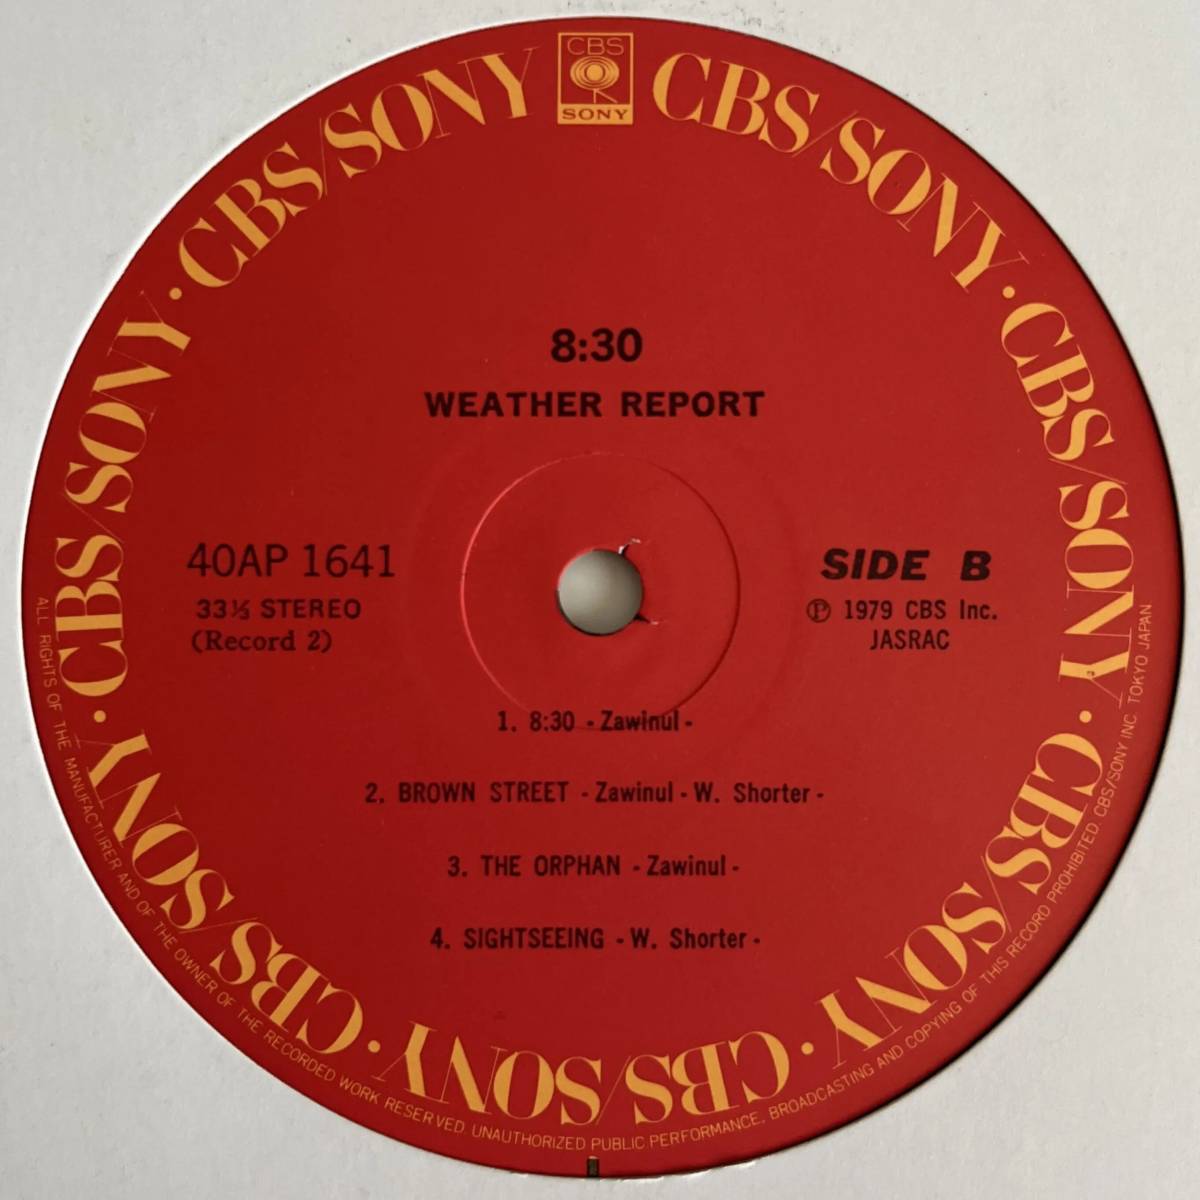 CBS
SONY
CBS/SONY · CBS/SONY · CBS/SONY · CBS/SONY · CBS/SONY · CBS/SONY · CBS/SONY · CBS/SONY
8:30
WEATHER REPORT
40AP 1641
33⅓ STEREO
(Record 2)
SIDE B
Ⓟ 1979 CBS Inc.
JASRAC
1. 8:30 - Zawinul -
2. BROWN STREET - Zawinul - W. Shorter -
3. THE ORPHAN - Zawinul -
4. SIGHTSEEING - W. Shorter -
ALL RIGHTS OF THE MANUFACTURER AND OF THE OWNER OF THE RECORDED WORK RESERVED. UNAUTHORIZED PUBLIC PERFORMANCE, BROADCASTING AND COPYING OF THIS RECORD PROHIBITED. CBS/SONY INC. TOKYO JAPAN